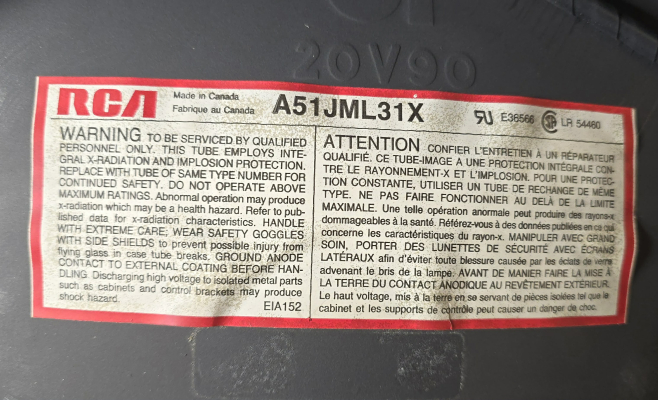 20V90
RCA
Made in Canada
Fabrique au Canada
A51JML31X
E36566
LR 54460
WARNING TO BE SERVICED BY QUALIFIED
PERSONNEL ONLY. THIS TUBE EMPLOYS INTE-
GRAL X-RADIATION AND IMPLOSION PROTECTION.
REPLACE WITH TUBE OF SAME TYPE NUMBER FOR
CONTINUED SAFETY. DO NOT OPERATE ABOVE
MAXIMUM RATINGS. Abnormal operation may produce
x-radiation which may be a health hazard. Refer to pub-
lished data for x-radiation characteristics. HANDLE
WITH EXTREME CARE; WEAR SAFETY GOGGLES
WITH SIDE SHIELDS to prevent possible injury from
flying glass in case tube breaks. GROUND ANODE
CONTACT TO EXTERNAL COATING BEFORE HAN-
DLING. Discharging high voltage to isolated metal parts
such as cabinets and control brackets may produce
shock hazard.
EIA152
ATTENTION CONFIER L'ENTRETIEN À UN RÉPARATEUR
QUALIFIÉ. CE TUBE-IMAGE A UNE PROTECTION INTÉGRALE CON-
TRE LE RAYONNEMENT-X ET L'IMPLOSION. POUR UNE PROTEC-
TION CONSTANTE, UTILISER UN TUBE DE RECHANGE DE MÊME
TYPE. NE PAS FAIRE FONCTIONNER AU DELÀ DE LA LIMITE
MAXIMALE. Une telle opération anormale peut produire des rayons-x
dommageables à la santé. Référez-vous à des données publiées en ce qui
concerne les caractéristiques du rayon-x. MANIPULER AVEC GRAND
SOIN, PORTER DES LUNETTES DE SÉCURITÉ AVEC ÉCRANS
LATÉRAUX afin d'éviter toute blessure causée par les éclats de verre
advenant le bris de la lampe. AVANT DE MANIER FAIRE LA MISE À
LA TERRE DU CONTACT ANODIQUE AU REVÊTEMENT EXTÉRIEUR.
Le haut voltage, mis à la terre en se servant de pièces isolées tel que le
cabinet et les supports de contrôle peut causer un danger de choc.